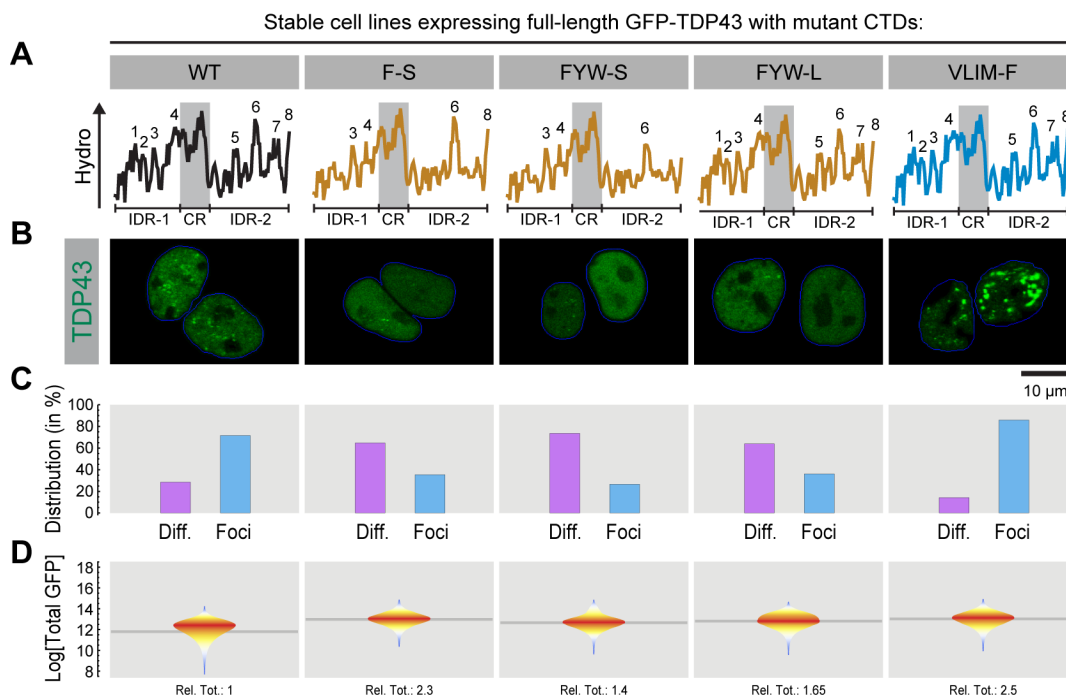 Stable cell lines expressing full-length GFP-TDP43 with mutant CTDs:
A
WT F-S FYW-S FYW-L VLIM-F
Hydro
1 2 3 4 5 6 7 8
3 4 6 8
3 4 6
1 2 3 4 5 6 7 8
1 2 3 4 5 6 7 8
IDR-1 CR IDR-2 IDR-1 CR IDR-2 IDR-1 CR IDR-2 IDR-1 CR IDR-2 IDR-1 CR IDR-2
B
TDP43
10 µm
C
Distribution (in %)
100
80
60
40
20
0
Diff. Foci Diff. Foci Diff. Foci Diff. Foci Diff. Foci
D
Log[Total GFP]
18
16
14
12
10
8
Rel. Tot.: 1 Rel. Tot.: 2.3 Rel. Tot.: 1.4 Rel. Tot.: 1.65 Rel. Tot.: 2.5